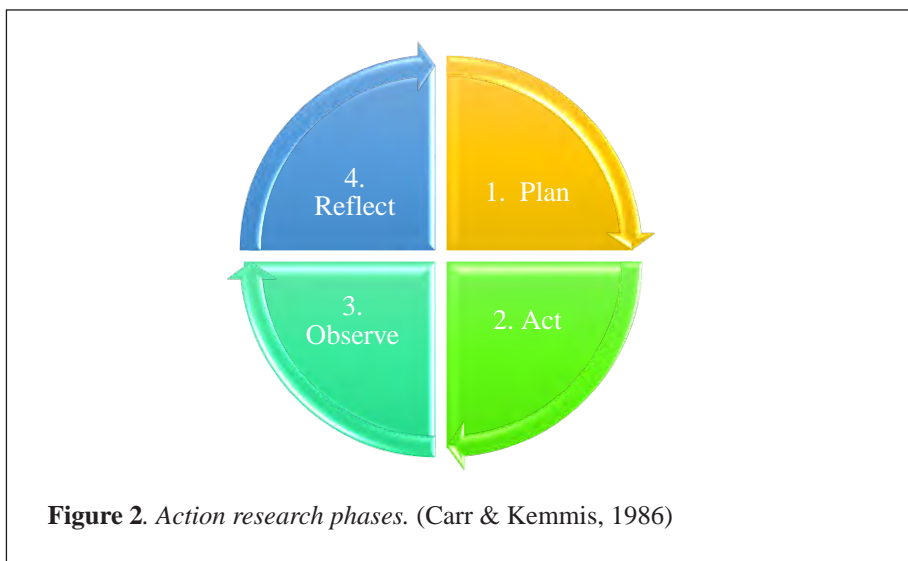 4.
Reflect
1. Plan
3.
Observe
2. Act
Figure 2. Action research phases. (Carr & Kemmis, 1986)